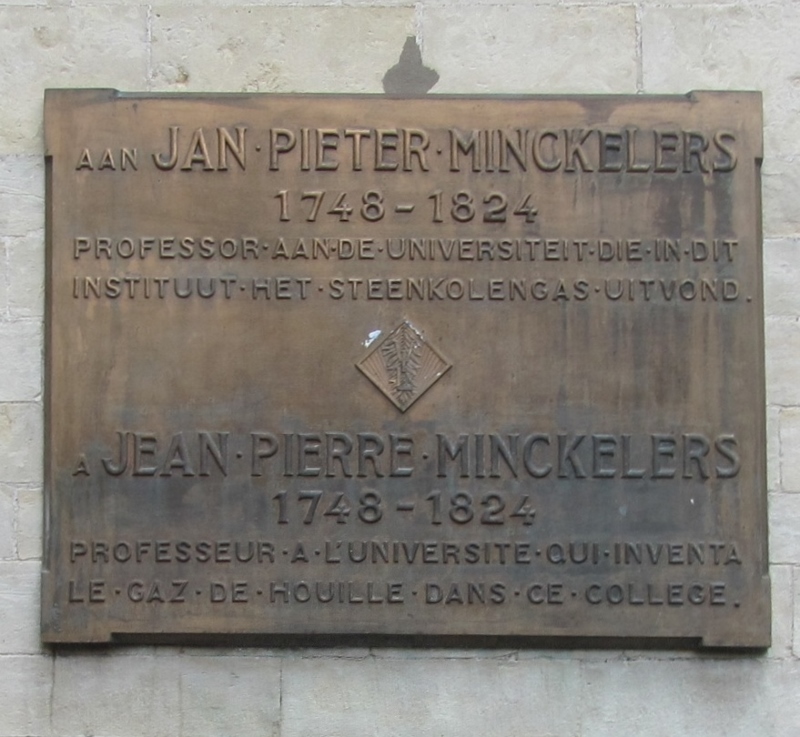 AAN JAN·PIETER·MINCKELERS
1748-1824
PROFESSOR·AAN·DE·UNIVERSITEIT·DIE·IN·DIT
INSTITUUT·HET·STEENKOLENGAS·UITVOND.
A JEAN·PIERRE·MINCKELERS
1748-1824
PROFESSEUR·A·L'UNIVERSITE·QUI·INVENTA
LE·GAZ·DE·HOUILLE·DANS·CE·COLLEGE.